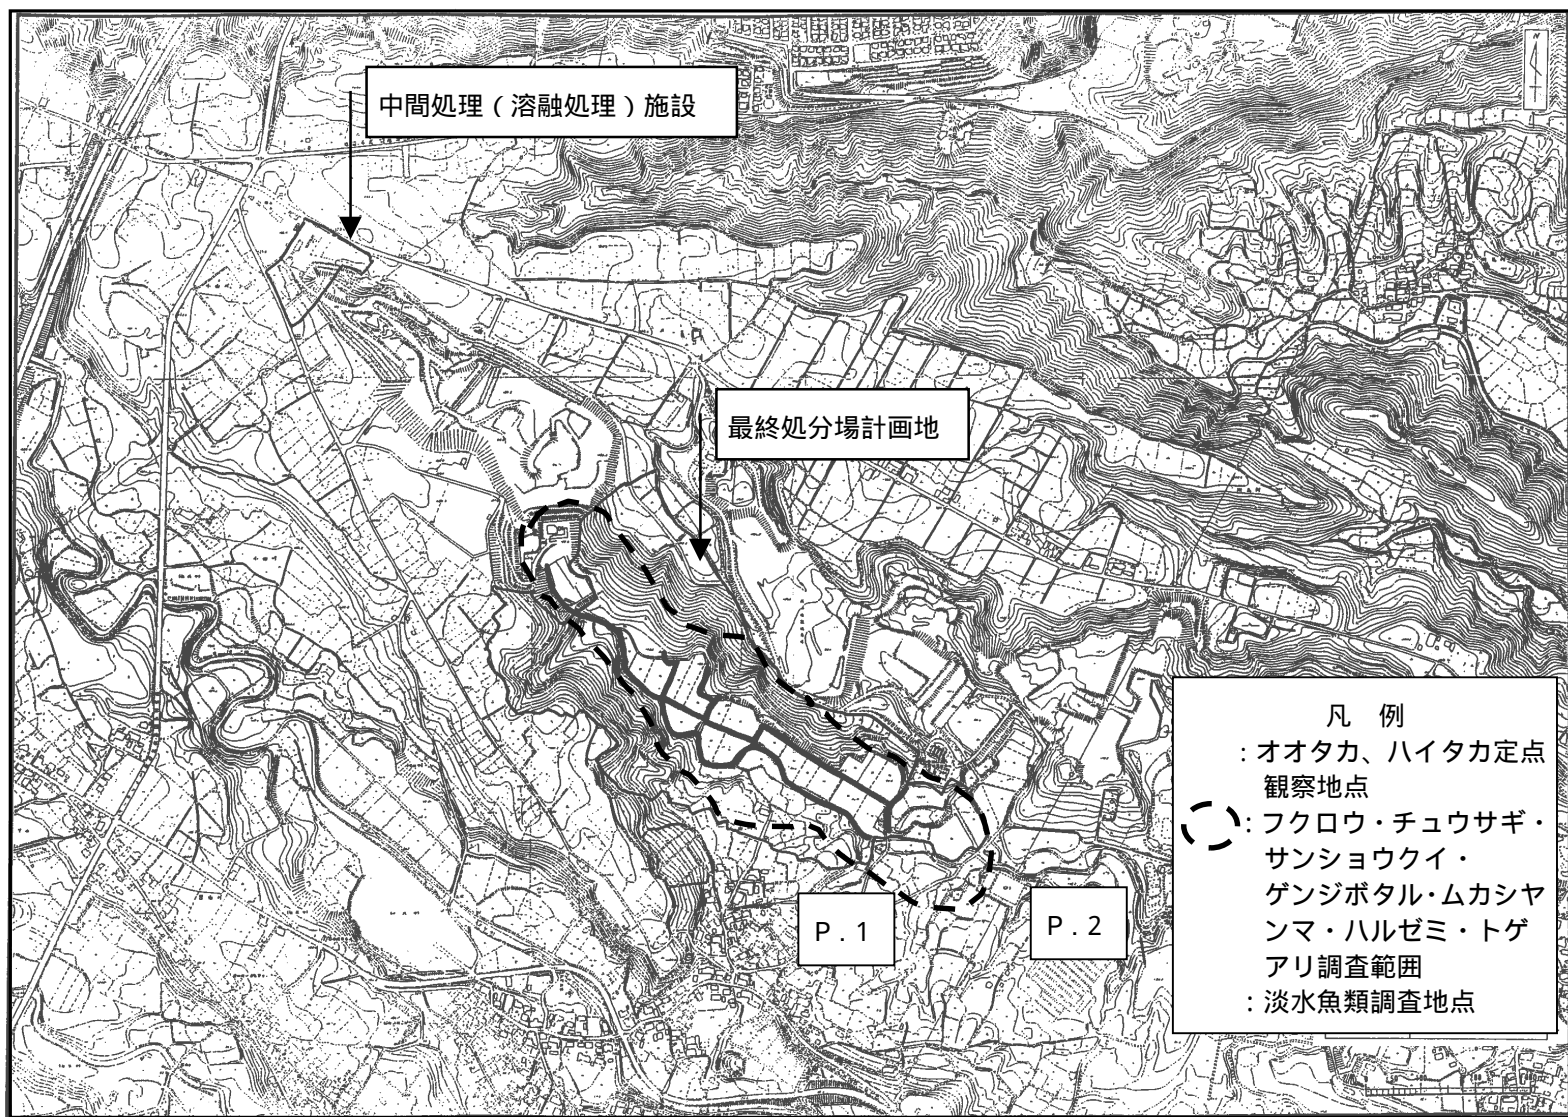 中間処理（溶融処理）施設
最終処分場計画地
凡　例
：オオタカ、ハイタカ定点
観察地点
：フクロウ・チュウサギ・
サンショウクイ・
ゲンジボタル・ムカシヤ
ンマ・ハルゼミ・トゲ
アリ調査範囲
：淡水魚類調査地点
Ｐ．１
Ｐ．２